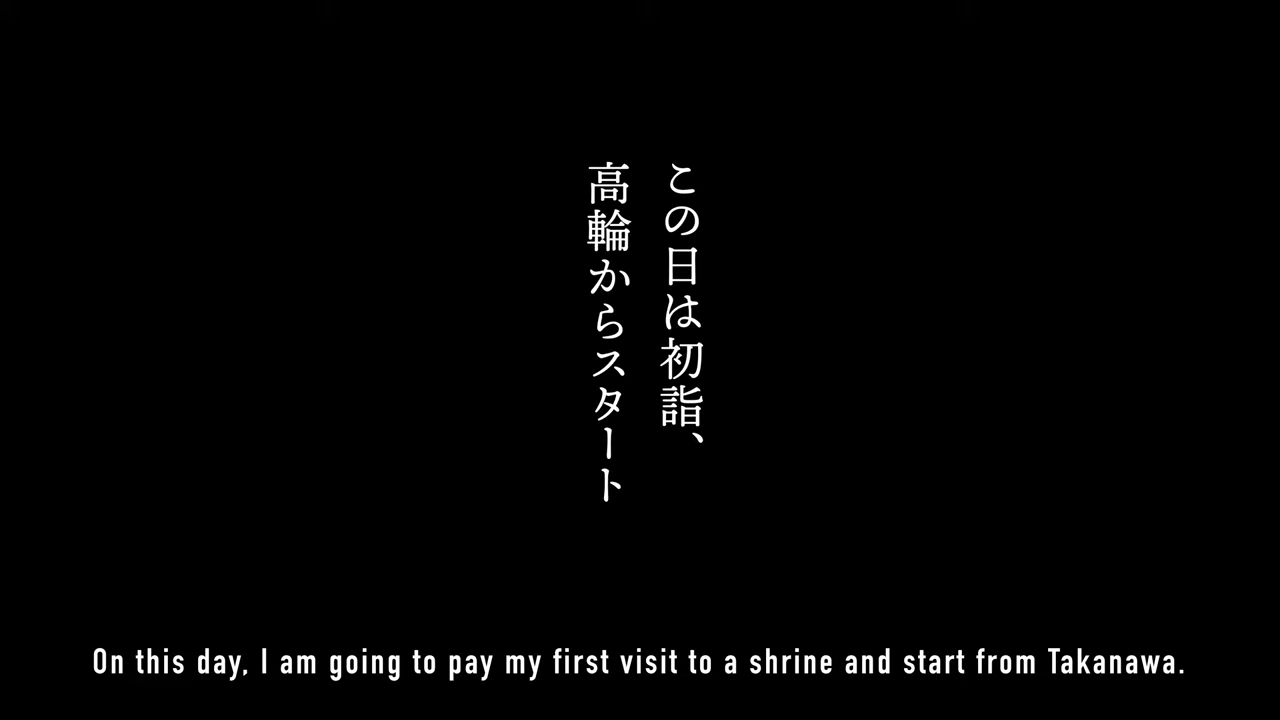 この日は初詣、
高輪からスタート
On this day, I am going to pay my first visit to a shrine and start from Takanawa.